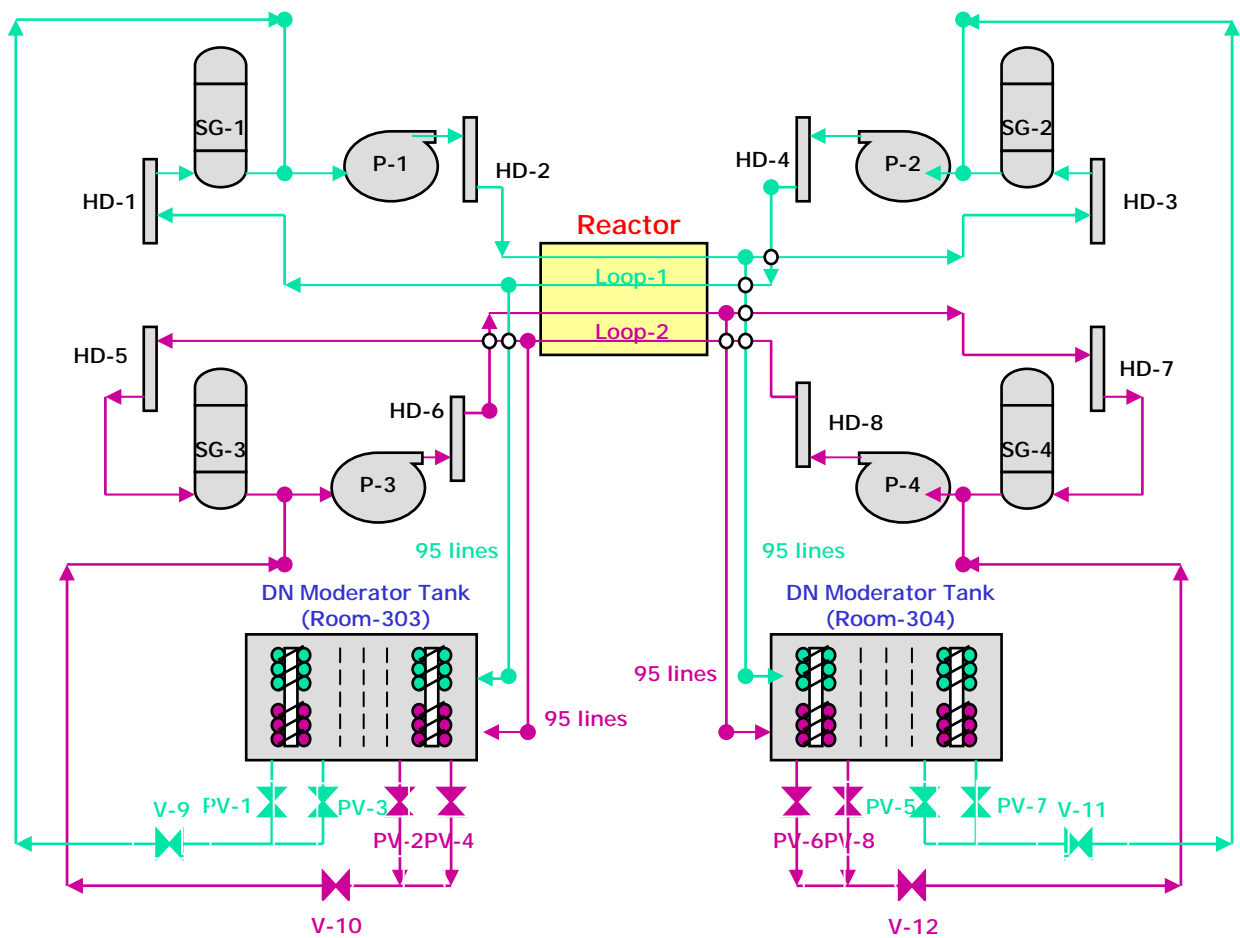 SG-1
P-1
HD-2
HD-1
HD-4
P-2
SG-2
HD-3
Reactor
Loop-1
Loop-2
HD-5
SG-3
HD-6
P-3
HD-8
P-4
SG-4
HD-7
95 lines
95 lines
DN Moderator Tank
(Room-303)
DN Moderator Tank
(Room-304)
95 lines
95 lines
V-9
PV-1
PV-3
PV-2
PV-4
V-10
PV-5
PV-7
V-11
PV-6
PV-8
V-12